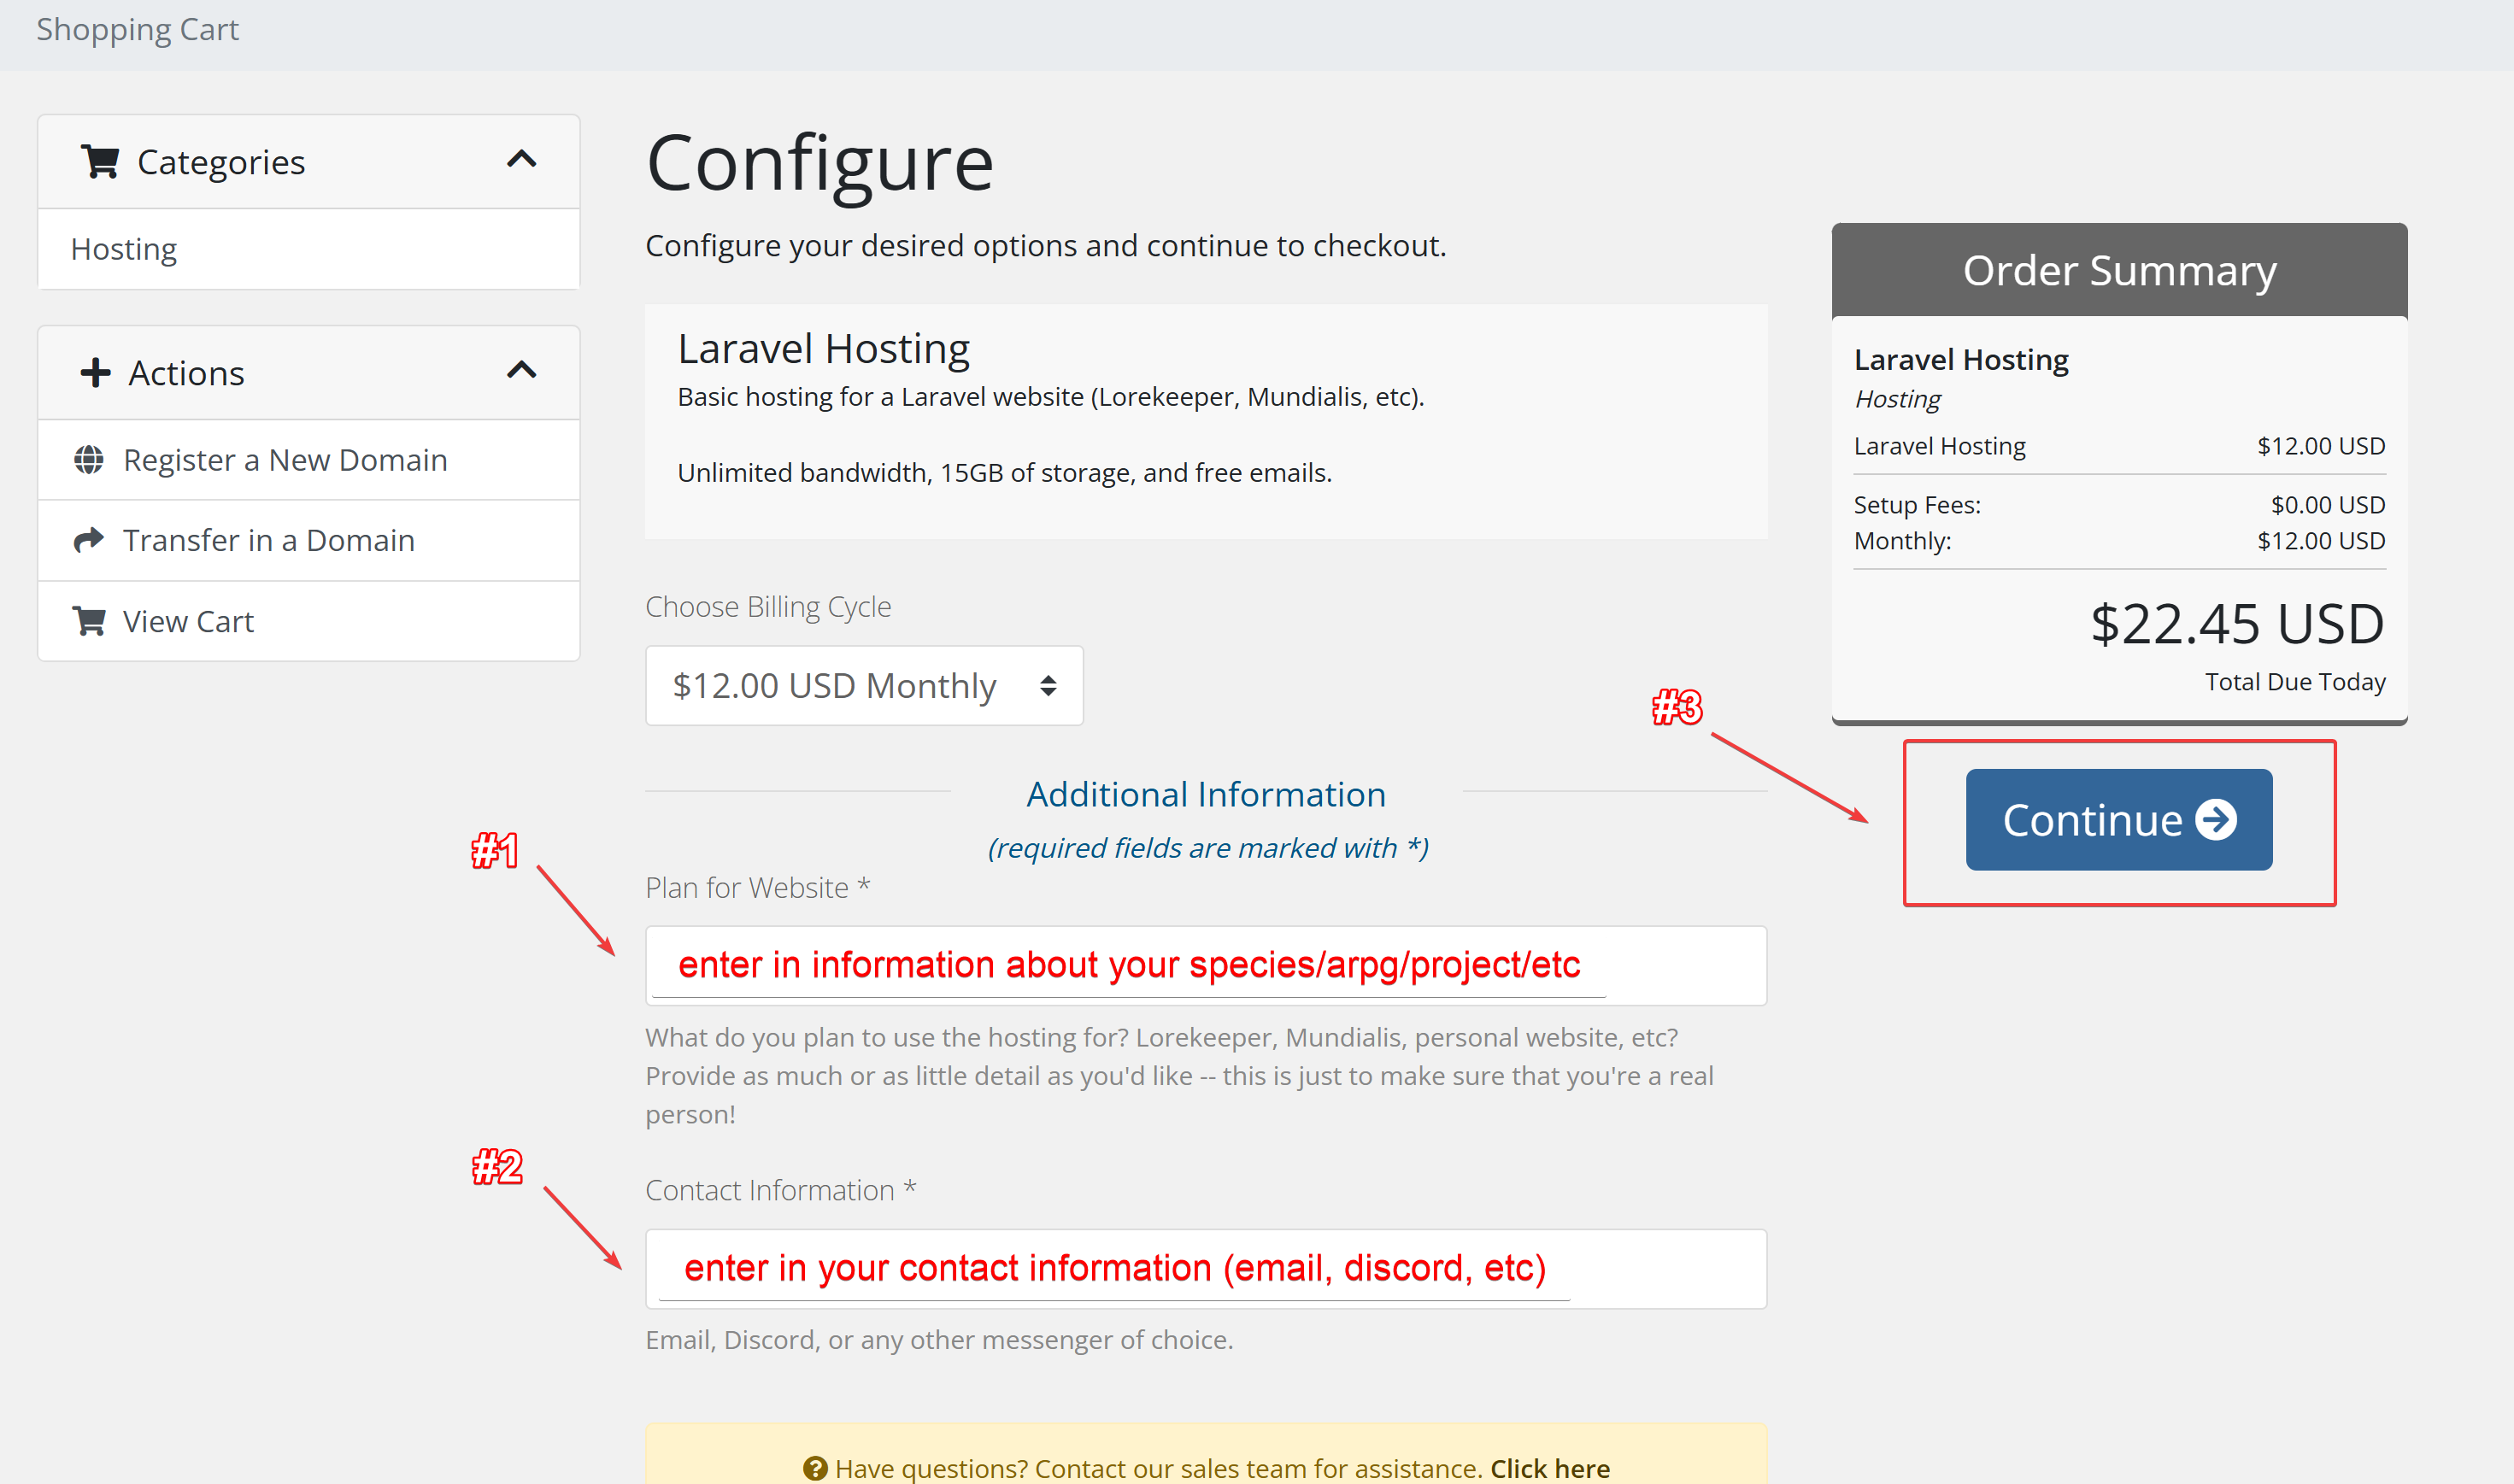 Shopping Cart
Categories
Hosting
Actions
Register a New Domain
Transfer in a Domain
View Cart
Configure
Configure your desired options and continue to checkout.
Laravel Hosting
Basic hosting for a Laravel website (Lorekeeper, Mundialis, etc).
Unlimited bandwidth, 15GB of storage, and free emails.
Choose Billing Cycle
$12.00 USD Monthly
Additional Information
(required fields are marked with *)
#1
Plan for Website *
enter in information about your species/arpg/project/etc
What do you plan to use the hosting for? Lorekeeper, Mundialis, personal website, etc?
Provide as much or as little detail as you'd like -- this is just to make sure that you're a real
person!
#2
Contact Information *
enter in your contact information (email, discord, etc)
Email, Discord, or any other messenger of choice.
Have questions? Contact our sales team for assistance. Click here
Order Summary
Laravel Hosting
Hosting
Laravel Hosting $12.00 USD
Setup Fees: $0.00 USD
Monthly: $12.00 USD
$22.45 USD
Total Due Today
#3
Continue